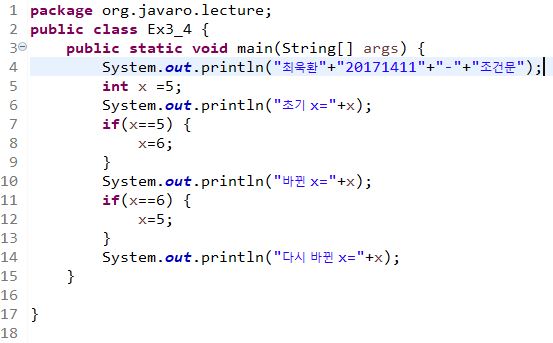 1 package org.javaro.lecture;
2 public class Ex3_4 {
3 public static void main(String[] args) {
4 System.out.println("최욱환"+"20171411"+"-"+"조건문");
5 int x =5;
6 System.out.println("초기 x="+x);
7 if(x==5) {
8 x=6;
9 }
10 System.out.println("바뀐 x="+x);
11 if(x==6) {
12 x=5;
13 }
14 System.out.println("다시 바뀐 x="+x);
15 }
16
17 }
18